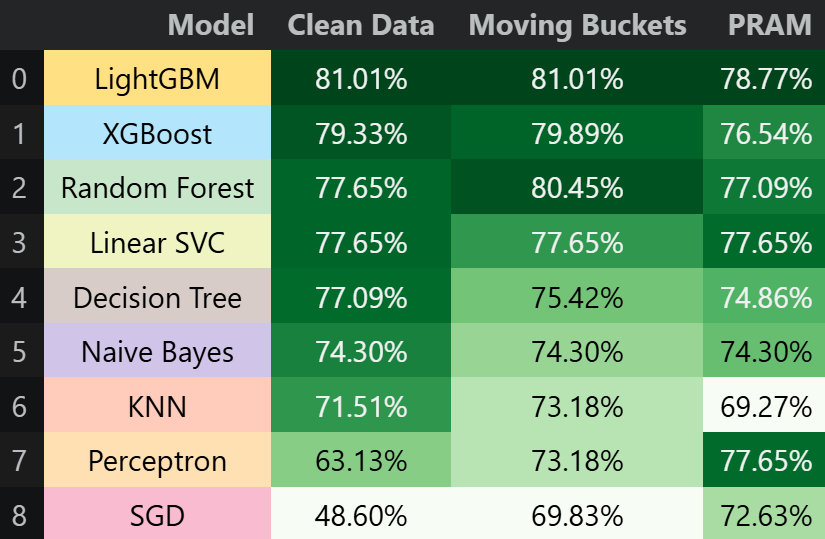 Model Clean Data Moving Buckets PRAM
0 LightGBM 81.01% 81.01% 78.77%
1 XGBoost 79.33% 79.89% 76.54%
2 Random Forest 77.65% 80.45% 77.09%
3 Linear SVC 77.65% 77.65% 77.65%
4 Decision Tree 77.09% 75.42% 74.86%
5 Naive Bayes 74.30% 74.30% 74.30%
6 KNN 71.51% 73.18% 69.27%
7 Perceptron 63.13% 73.18% 77.65%
8 SGD 48.60% 69.83% 72.63%